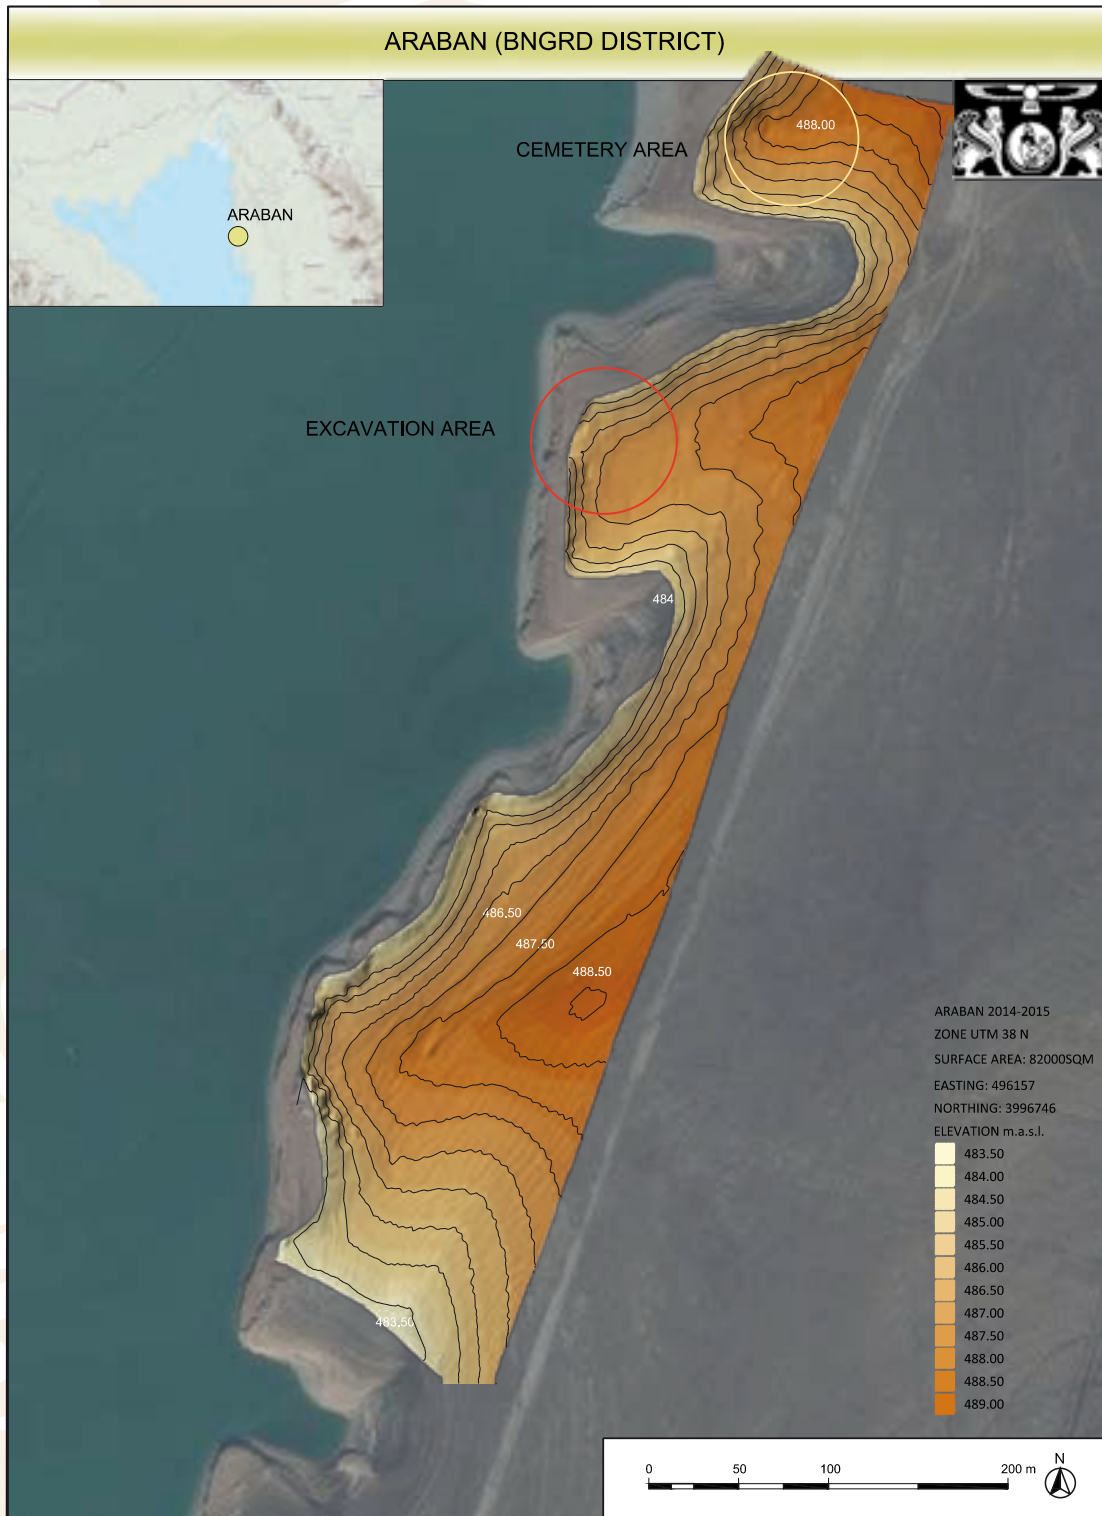 ARABAN (BNGRD DISTRICT)
ARABAN
CEMETERY AREA
488.00
EXCAVATION AREA
484
486.50
487.50
488.50
483.50
ARABAN 2014-2015
ZONE UTM 38 N
SURFACE AREA: 82000SQM
EASTING: 496157
NORTHING: 3996746
ELEVATION m.a.s.l.
483.50
484.00
484.50
485.00
485.50
486.00
486.50
487.00
487.50
488.00
488.50
489.00
0 50 100 200 m
N